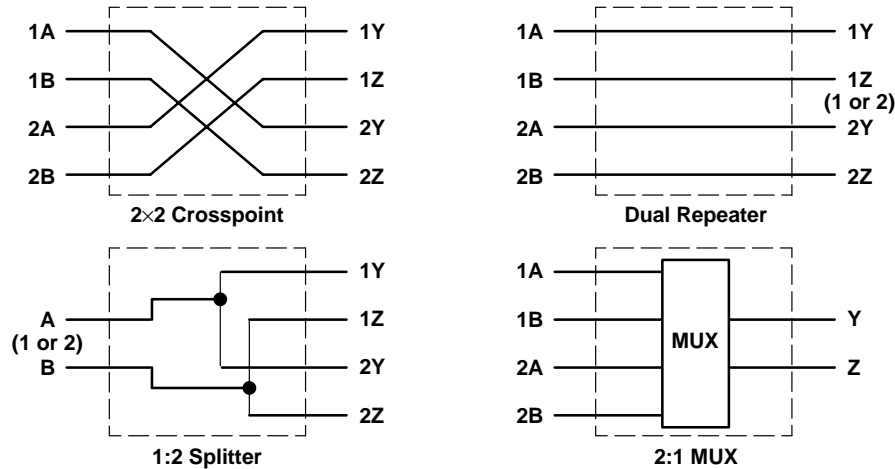 1A
1B
2A
2B
1Y
1Z
2Y
2Z
2×2 Crosspoint
1A
1B
2A
2B
1Y
1Z
(1 or 2)
2Y
2Z
Dual Repeater
A
(1 or 2)
B
1Y
1Z
2Y
2Z
1:2 Splitter
1A
1B
2A
2B
MUX
Y
Z
2:1 MUX